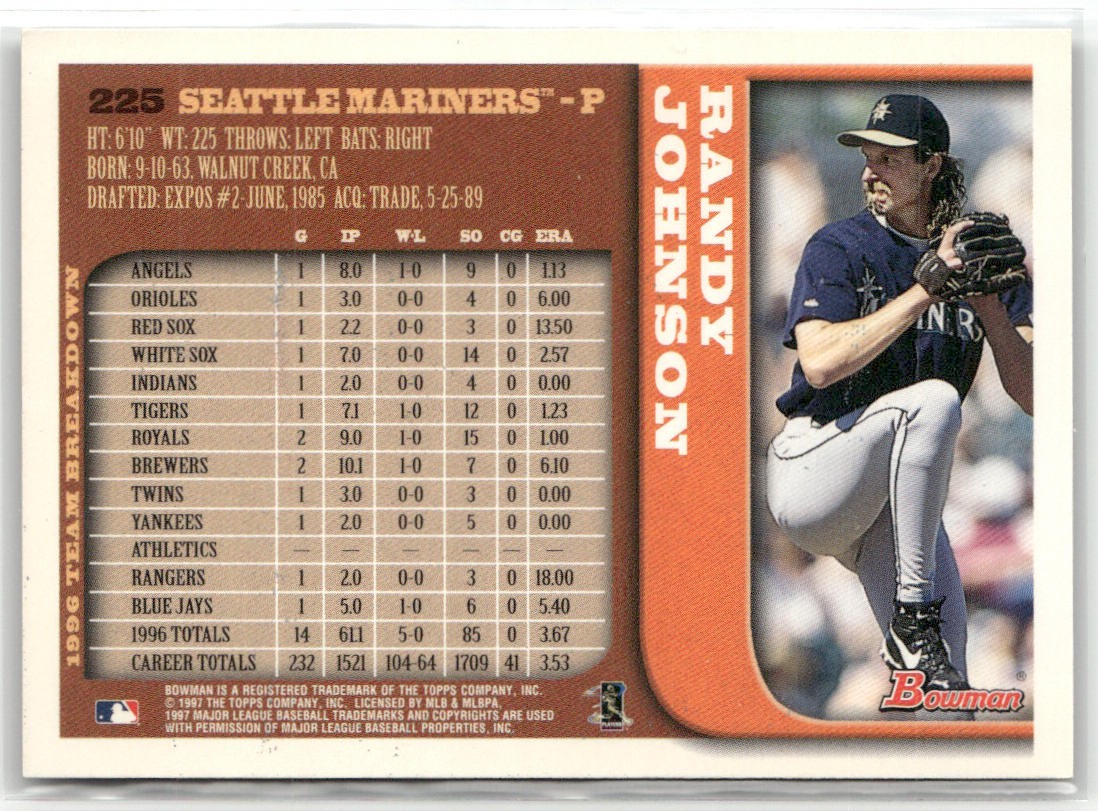 225 SEATTLE MARINERS™ - P
HT: 6'10" WT: 225 THROWS: LEFT BATS: RIGHT
BORN: 9-10-63, WALNUT CREEK, CA
DRAFTED: EXPOS #2-JUNE, 1985 ACQ: TRADE, 5-25-89
G IP W-L SO CG ERA
ANGELS 1 8.0 1-0 9 0 1.13
ORIOLES 1 3.0 0-0 4 0 6.00
RED SOX 1 2.2 0-0 3 0 13.50
WHITE SOX 1 7.0 0-0 14 0 2.57
INDIANS 1 2.0 0-0 4 0 0.00
TIGERS 1 7.1 1-0 12 0 1.23
ROYALS 2 9.0 1-0 15 0 1.00
BREWERS 2 10.1 1-0 7 0 6.10
TWINS 1 3.0 0-0 3 0 0.00
YANKEES 1 2.0 0-0 5 0 0.00
ATHLETICS — — — — — —
RANGERS 1 2.0 0-0 3 0 18.00
BLUE JAYS 1 5.0 1-0 6 0 5.40
1996 TOTALS 14 61.1 5-0 85 0 3.67
CAREER TOTALS 232 1521 104-64 1709 41 3.53
1996 TEAM BREAKDOWN
BOWMAN IS A REGISTERED TRADEMARK OF THE TOPPS COMPANY, INC.
© 1997 THE TOPPS COMPANY, INC. LICENSED BY MLB & MLBPA,
1997 MAJOR LEAGUE BASEBALL TRADEMARKS AND COPYRIGHTS ARE USED
WITH PERMISSION OF MAJOR LEAGUE BASEBALL PROPERTIES, INC.
RANDY
JOHNSON
Bowman®